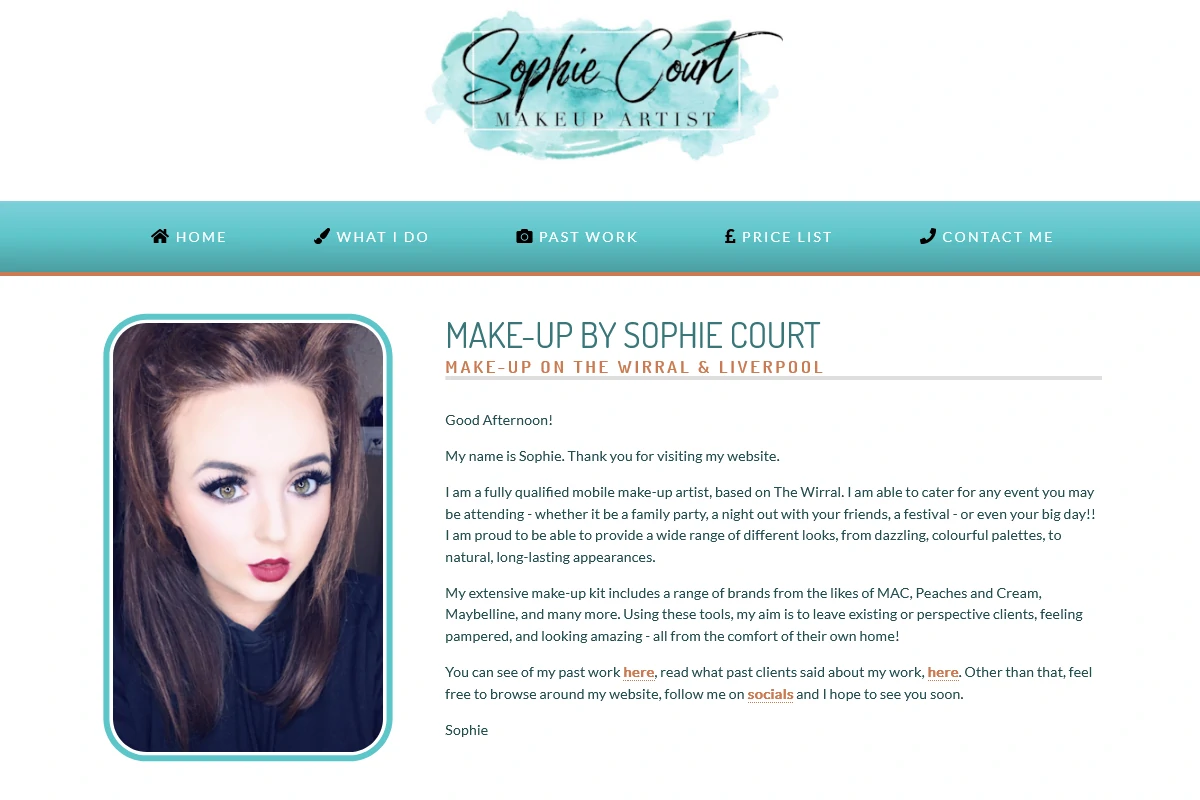 Sophie Court
MAKEUP ARTIST
HOME
WHAT I DO
PAST WORK
PRICE LIST
CONTACT ME
MAKE-UP BY SOPHIE COURT
MAKE-UP ON THE WIRRAL & LIVERPOOL
Good Afternoon!
My name is Sophie. Thank you for visiting my website.
I am a fully qualified mobile make-up artist, based on The Wirral. I am able to cater for any event you may
be attending - whether it be a family party, a night out with your friends, a festival - or even your big day!!
I am proud to be able to provide a wide range of different looks, from dazzling, colourful palettes, to
natural, long-lasting appearances.
My extensive make-up kit includes a range of brands from the likes of MAC, Peaches and Cream,
Maybelline, and many more. Using these tools, my aim is to leave existing or perspective clients, feeling
pampered, and looking amazing - all from the comfort of their own home!
You can see of my past work here, read what past clients said about my work, here. Other than that, feel
free to browse around my website, follow me on socials and I hope to see you soon.
Sophie